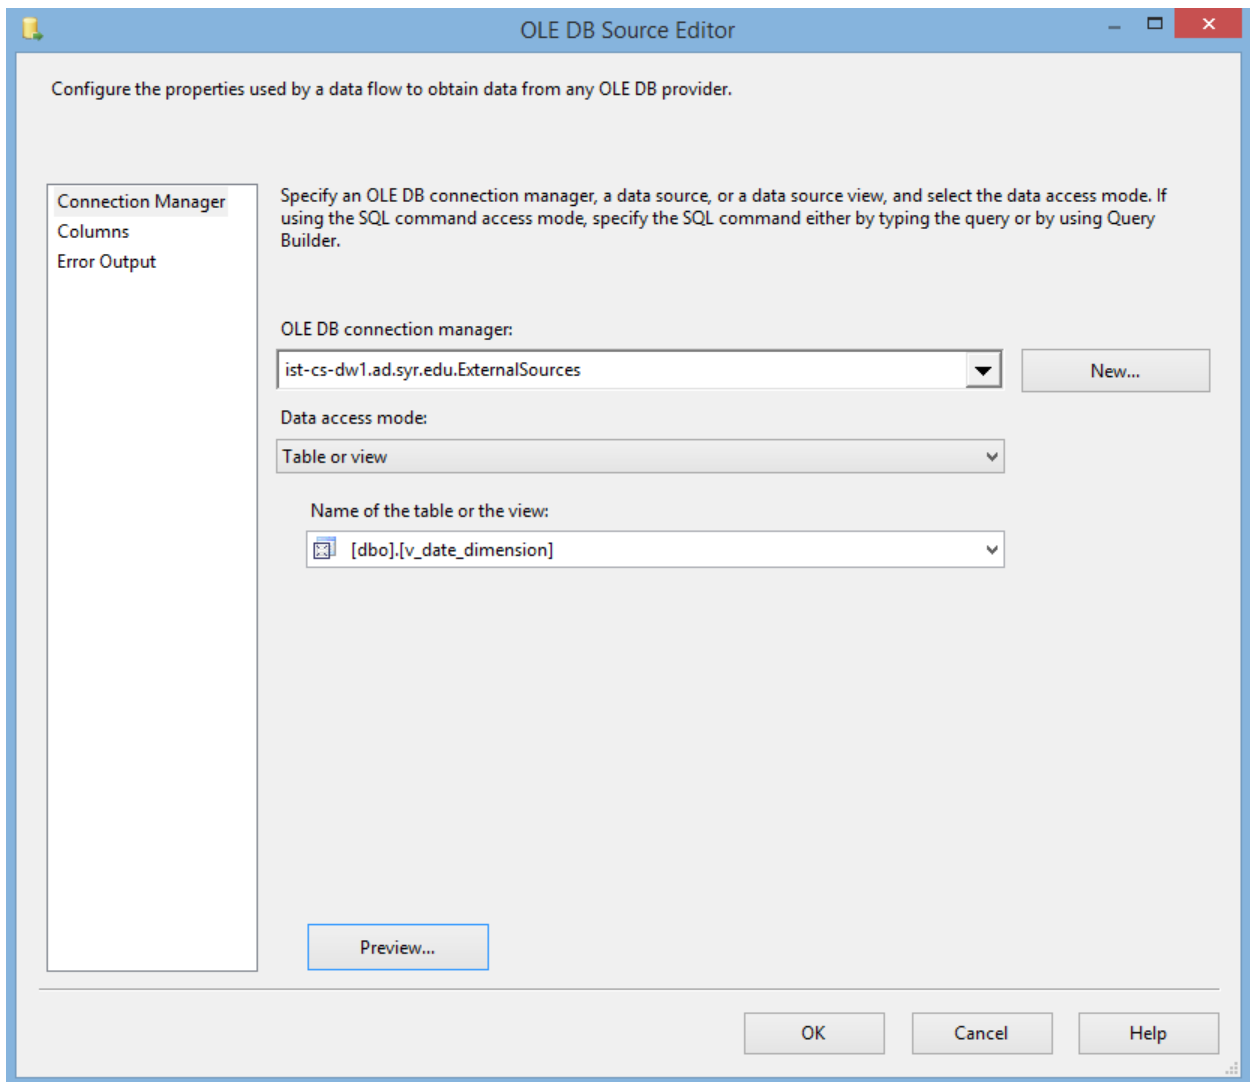 OLE DB Source Editor
Configure the properties used by a data flow to obtain data from any OLE DB provider.
Connection Manager
Columns
Error Output
Specify an OLE DB connection manager, a data source, or a data source view, and select the data access mode. If
using the SQL command access mode, specify the SQL command either by typing the query or by using Query
Builder.
OLE DB connection manager:
ist-cs-dw1.ad.syr.edu.ExternalSources
New...
Data access mode:
Table or view
Name of the table or the view:
[dbo].[v_date_dimension]
Preview...
OK
Cancel
Help